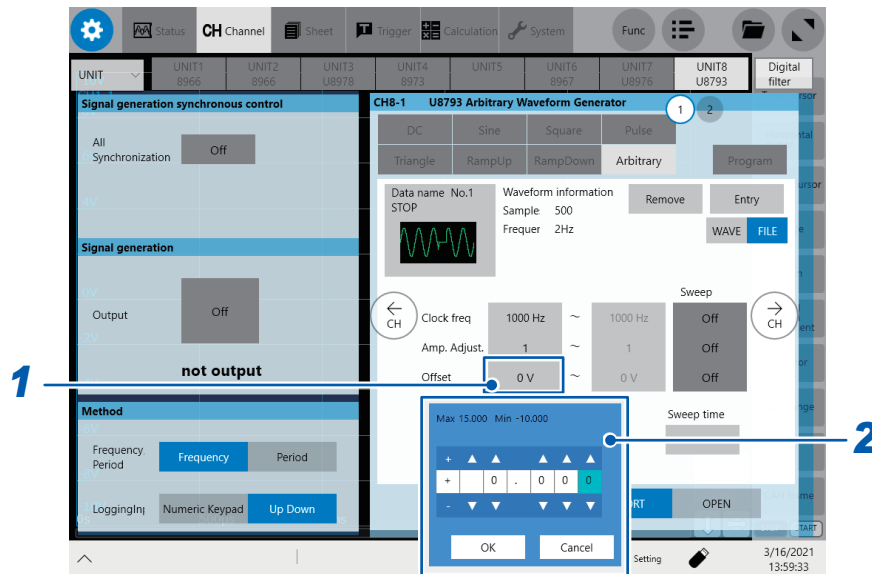 Status
CH Channel
Sheet
Trigger
Calculation
System
Func
UNIT
UNIT1
8966
UNIT2
8966
UNIT3
U8978
UNIT4
8973
UNIT5
UNIT6
8967
UNIT7
U8976
UNIT8
U8793
Digital
filter
Signal generation synchronous control
All
Synchronization
Off
4V
Signal generation
0V
Output
Off
not output
Method
Frequency.
Period
Frequency
Period
LoggingInp
Numeric Keypad
Up Down
0s
CH8-1 U8793 Arbitrary Waveform Generator
1
2
DC
Sine
Square
Pulse
Triangle
RampUp
RampDown
Arbitrary
Program
Data name No.1
STOP
Waveform information
Sample 500
Frequer 2Hz
Remove
Entry
WAVE
FILE
Sweep
CH
Clock freq
1000 Hz
~
1000 Hz
Off
CH
Amp. Adjust.
1
~
1
Off
Offset
0 V
~
0 V
Off
1
Max 15.000 Min -10.000
Sweep time
2
+
+ 0 . 0 0 0
-
OK
Cancel
RT
OPEN
START
Setting
3/16/2021
13:59:33